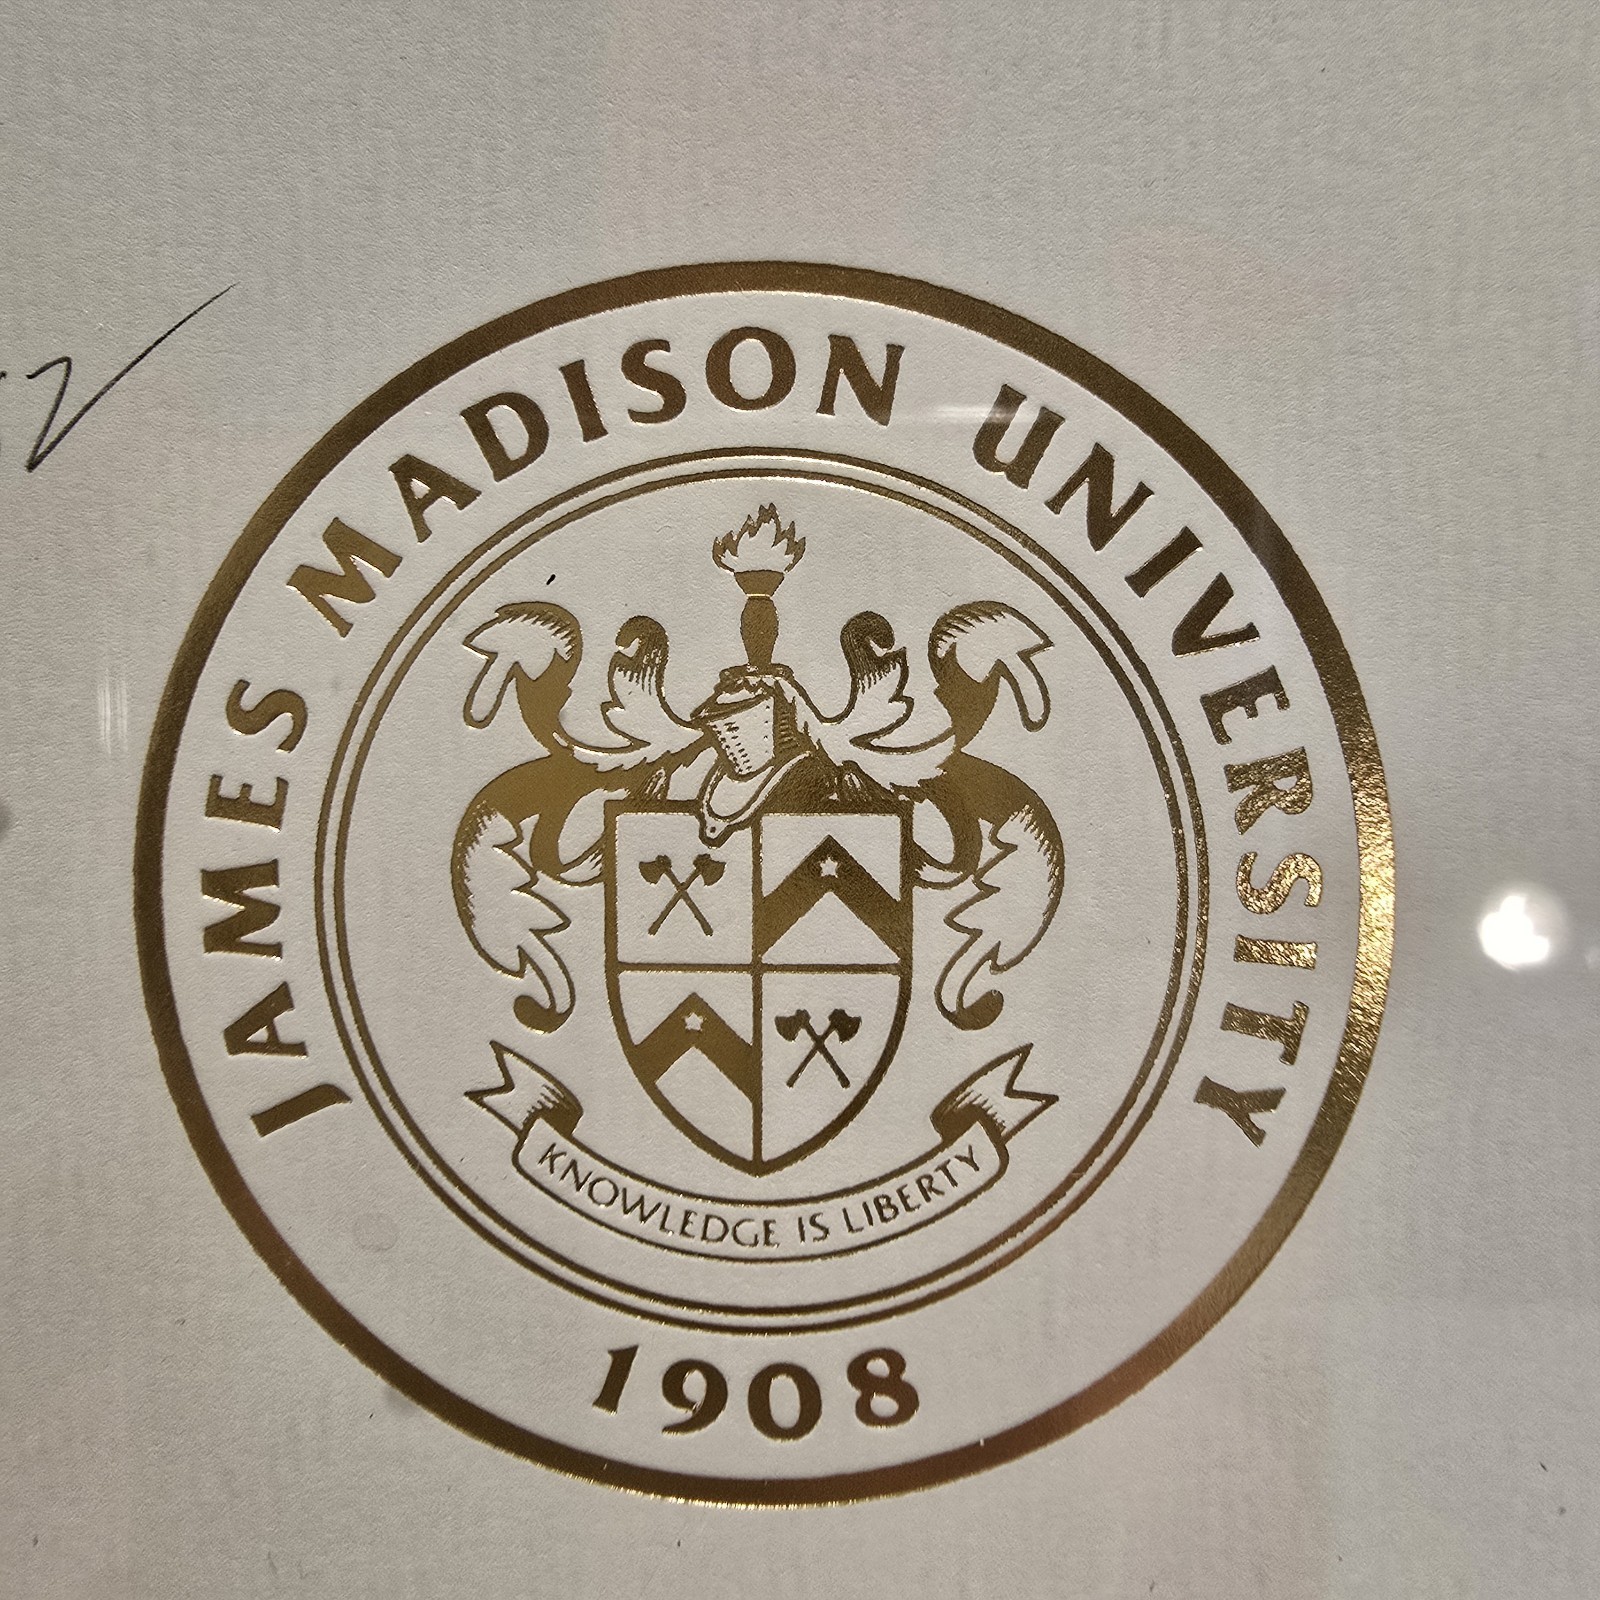 JAMES MADISON UNIVERSITY
KNOWLEDGE IS LIBERTY
1908